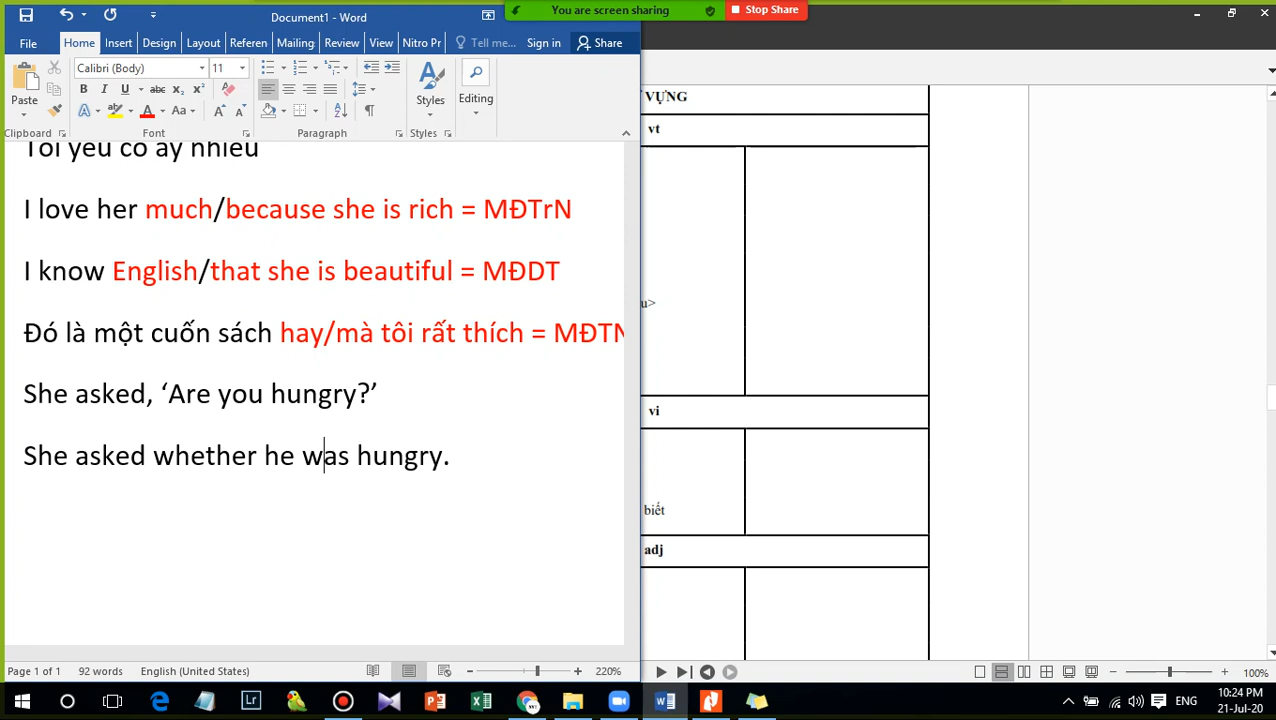 You are screen sharing
Stop Share
Document1 - Word
File
Home
Insert
Design
Layout
Referen
Mailing
Review
View
Nitro Pr
Tell me...
Sign in
Share
Paste
Calibri (Body)
11
Styles
Editing
Clipboard
Font
Paragraph
Styles
Tôi yêu cô ấy nhiều
I love her much/because she is rich = MĐTrN
I know English/that she is beautiful = MĐDT
Đó là một cuốn sách hay/mà tôi rất thích = MĐTN
She asked, ‘Are you hungry?’
She asked whether he was hungry.
VỰNG
vt
u>
vi
biết
adj
Page 1 of 1
92 words
English (United States)
220%
100%
ENG
10:24 PM
21-Jul-20